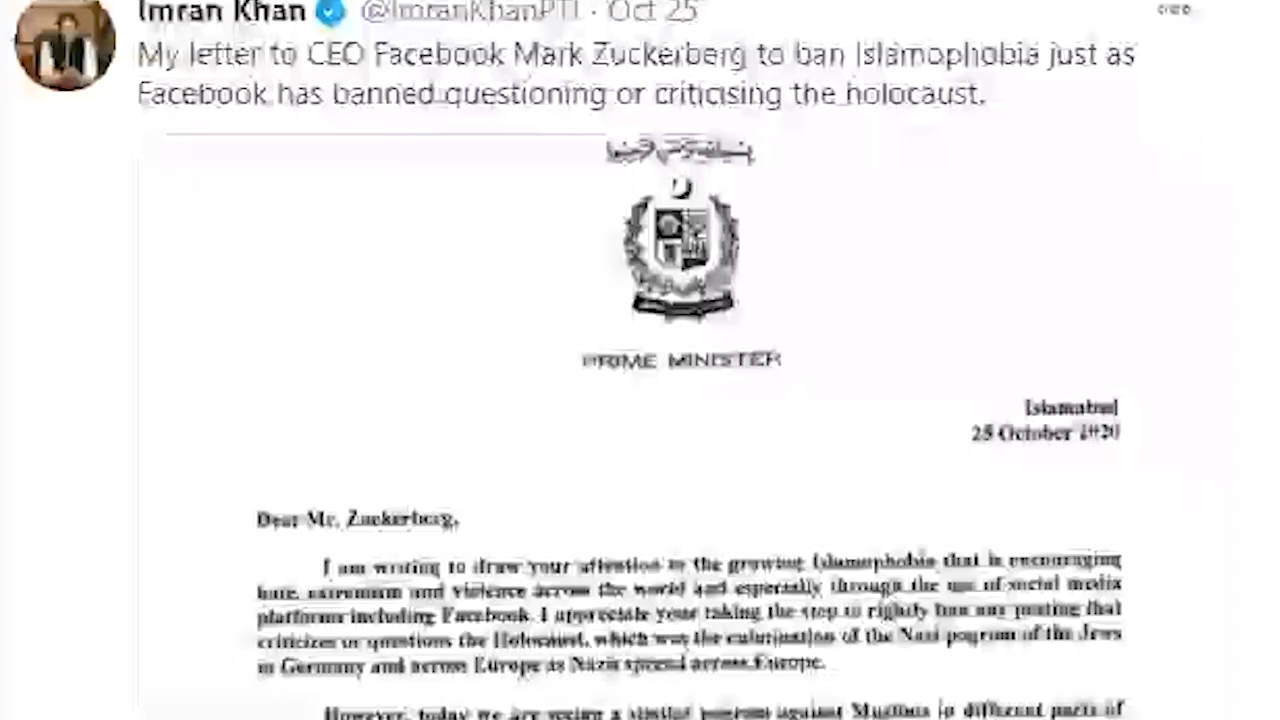 Imran Khan @ImranKhanPTI · Oct 25
My letter to CEO Facebook Mark Zuckerberg to ban Islamophobia just as
Facebook has banned questioning or criticising the holocaust.
PRIME MINISTER
Islamabad
25 October 2020
Dear Mr. Zuckerberg,
I am writing to draw your attention to the growing Islamophobia that is encouraging
hate, extremism and violence across the world and especially through the use of social media
platforms including Facebook. I appreciate your taking the step to rightly ban any posting that
criticizes or questions the Holocaust, which was the culmination of the Nazi pogrom of the Jews
in Germany and across Europe as Nazis spread across Europe.
However, today we are seeing a similar pogrom against Muslims in different parts of